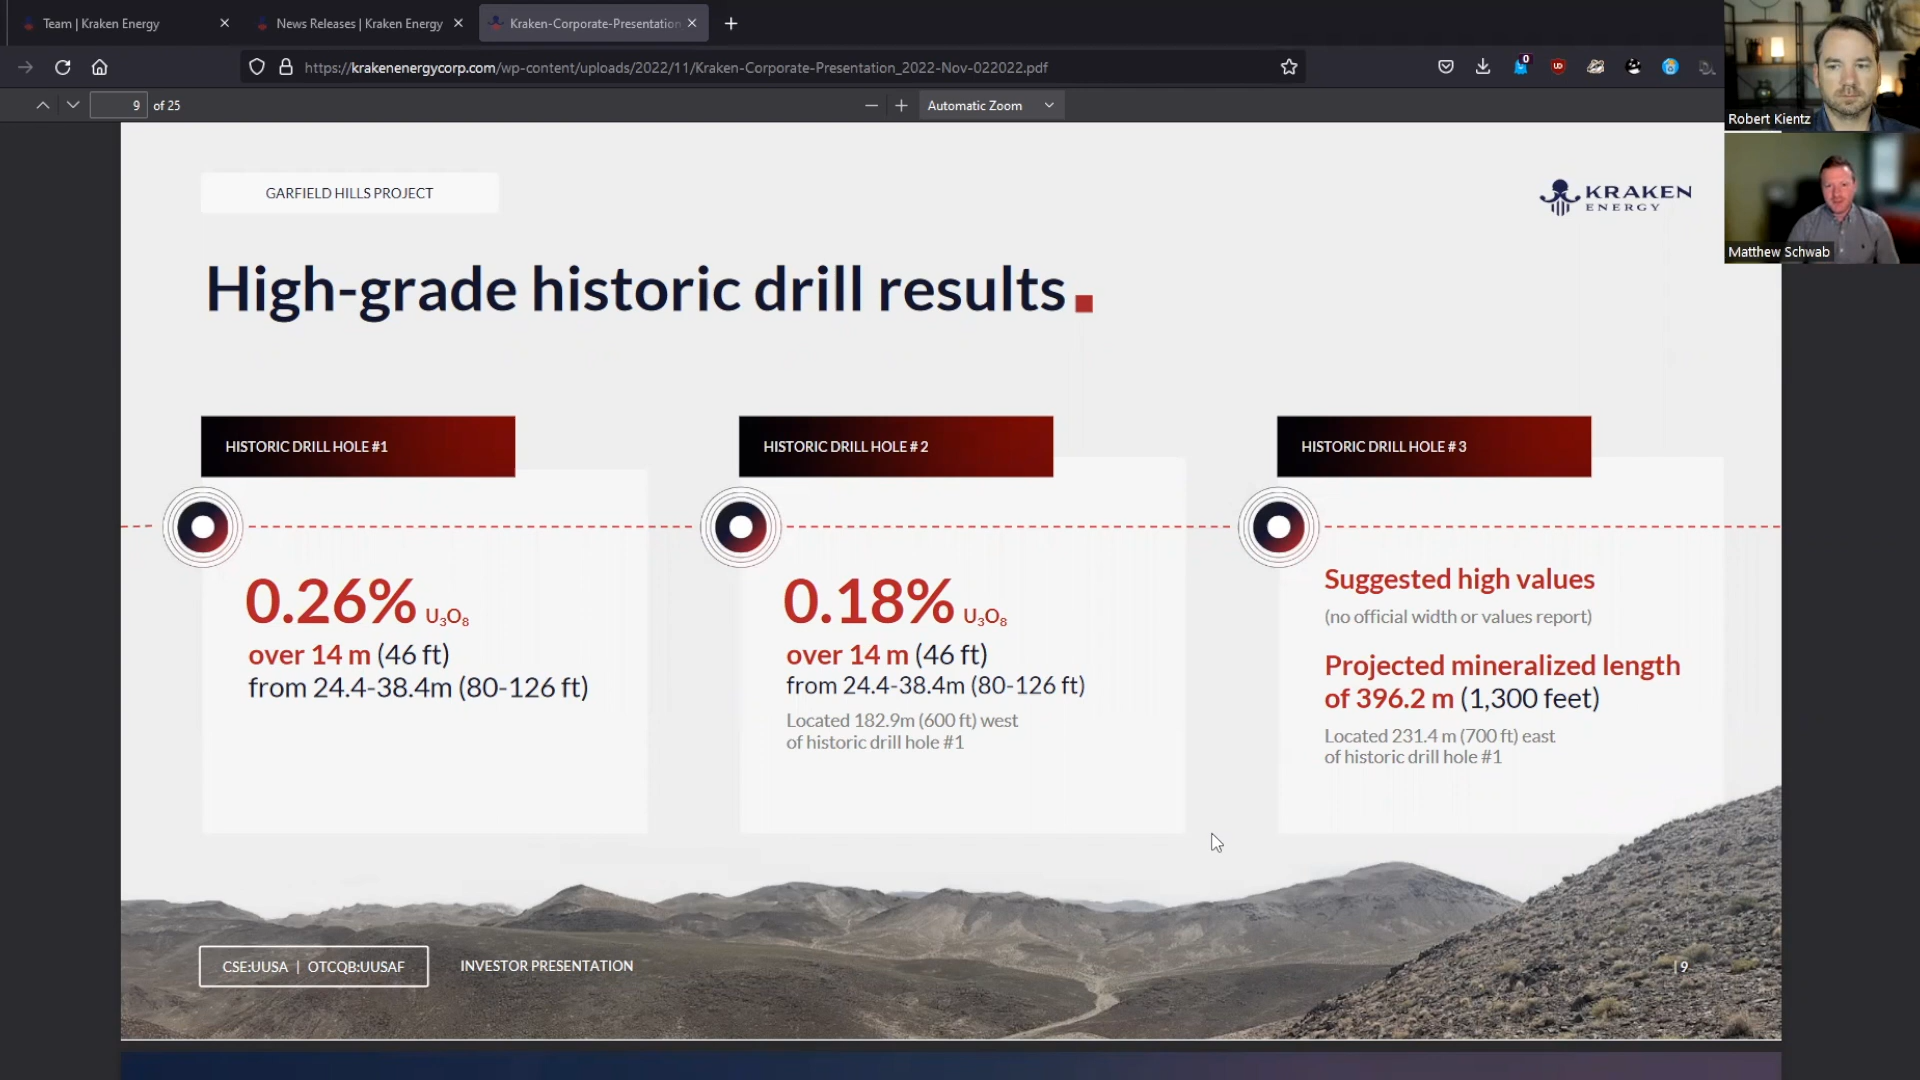 Team | Kraken Energy
News Releases | Kraken Energy
Kraken-Corporate-Presentation
https://krakenenergycorp.com/wp-content/uploads/2022/11/Kraken-Corporate-Presentation_2022-Nov-022022.pdf
0
UD
9 of 25
Automatic Zoom
Robert Kientz
Matthew Schwab
GARFIELD HILLS PROJECT
KRAKEN
ENERGY
High-grade historic drill results
HISTORIC DRILL HOLE #1
0.26% U₃O₈
over 14 m (46 ft)
from 24.4-38.4m (80-126 ft)
HISTORIC DRILL HOLE # 2
0.18% U₃O₈
over 14 m (46 ft)
from 24.4-38.4m (80-126 ft)
Located 182.9m (600 ft) west
of historic drill hole #1
HISTORIC DRILL HOLE # 3
Suggested high values
(no official width or values report)
Projected mineralized length
of 396.2 m (1,300 feet)
Located 231.4 m (700 ft) east
of historic drill hole #1
CSE:UUSA | OTCQB:UUSAF
INVESTOR PRESENTATION
| 9